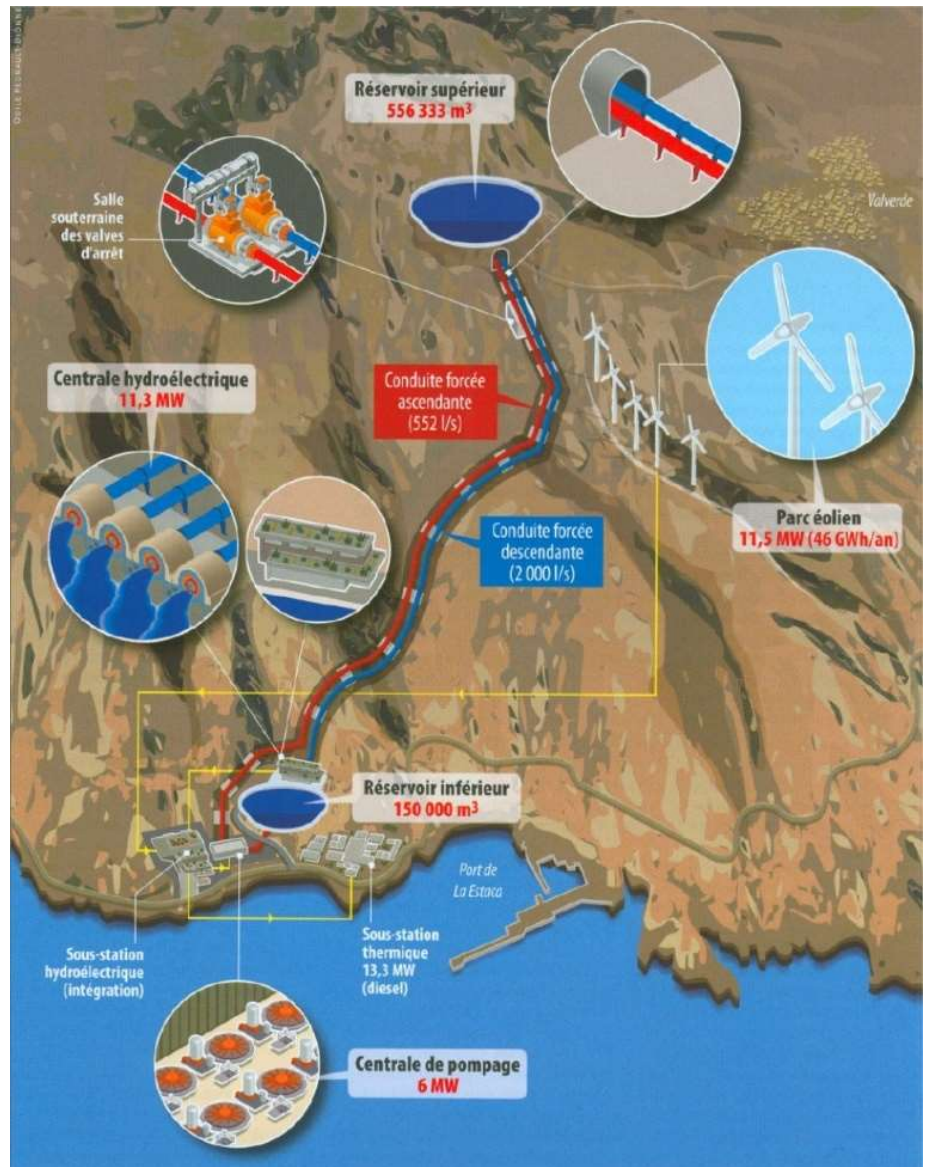 Réservoir supérieur
556 333 m³
Salle
souterraine
des valves
d'arrêt
Valverde
Centrale hydroélectrique
11,3 MW
Conduite forcée
ascendante
(552 l/s)
Parc éolien
11,5 MW (46 GWh/an)
Conduite forcée
descendante
(2 000 l/s)
Réservoir inférieur
150 000 m³
Port de
La Estaca
Sous-station
hydroélectrique
(intégration)
Sous-station
thermique
13,3 MW
(diesel)
Centrale de pompage
6 MW